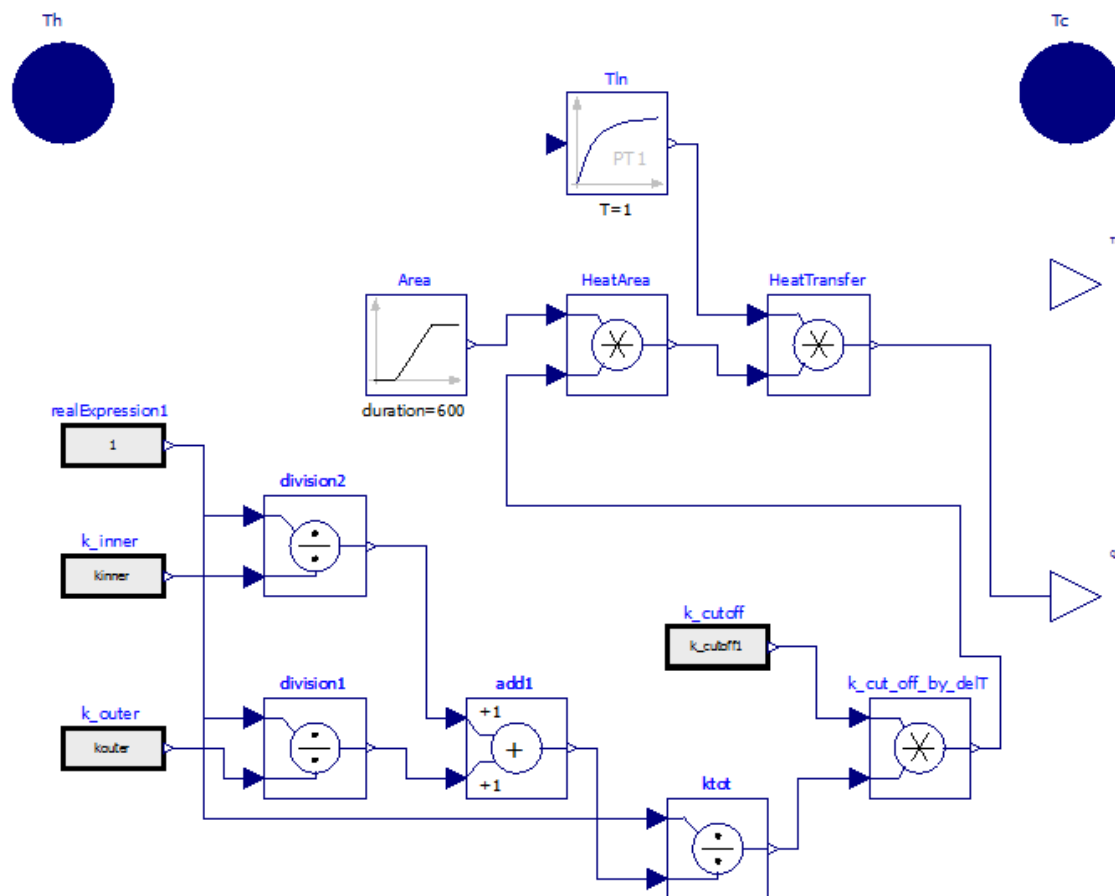 Th
Tc
Tln
PT1
T=1
T
Area
HeatArea
HeatTransfer
duration=600
realExpression1
1
division2
k_inner
kinner
Q
k_cutoff
k_cutoff1
k_outer
kouter
division1
add1
+1
+1
+
k_cut_off_by_delT
ktot